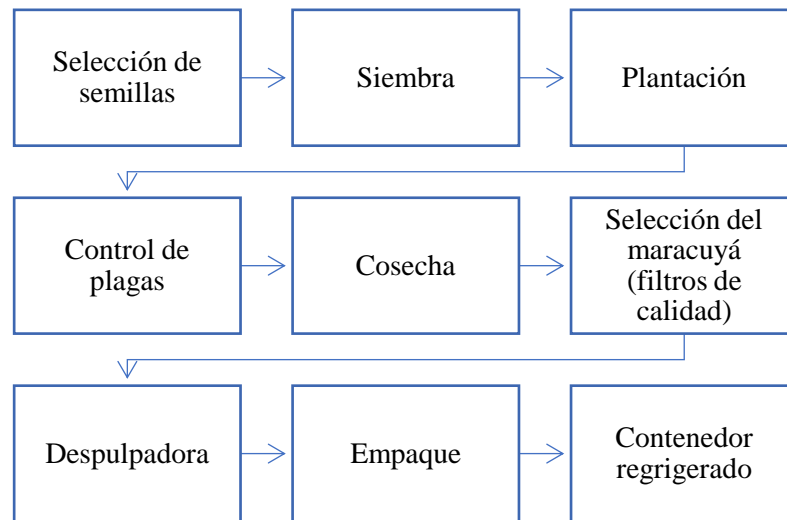 Selección de
semillas
Siembra
Plantación
Control de
plagas
Cosecha
Selección del
maracuyá
(filtros de
calidad)
Despulpadora
Empaque
Contenedor
regrigerado